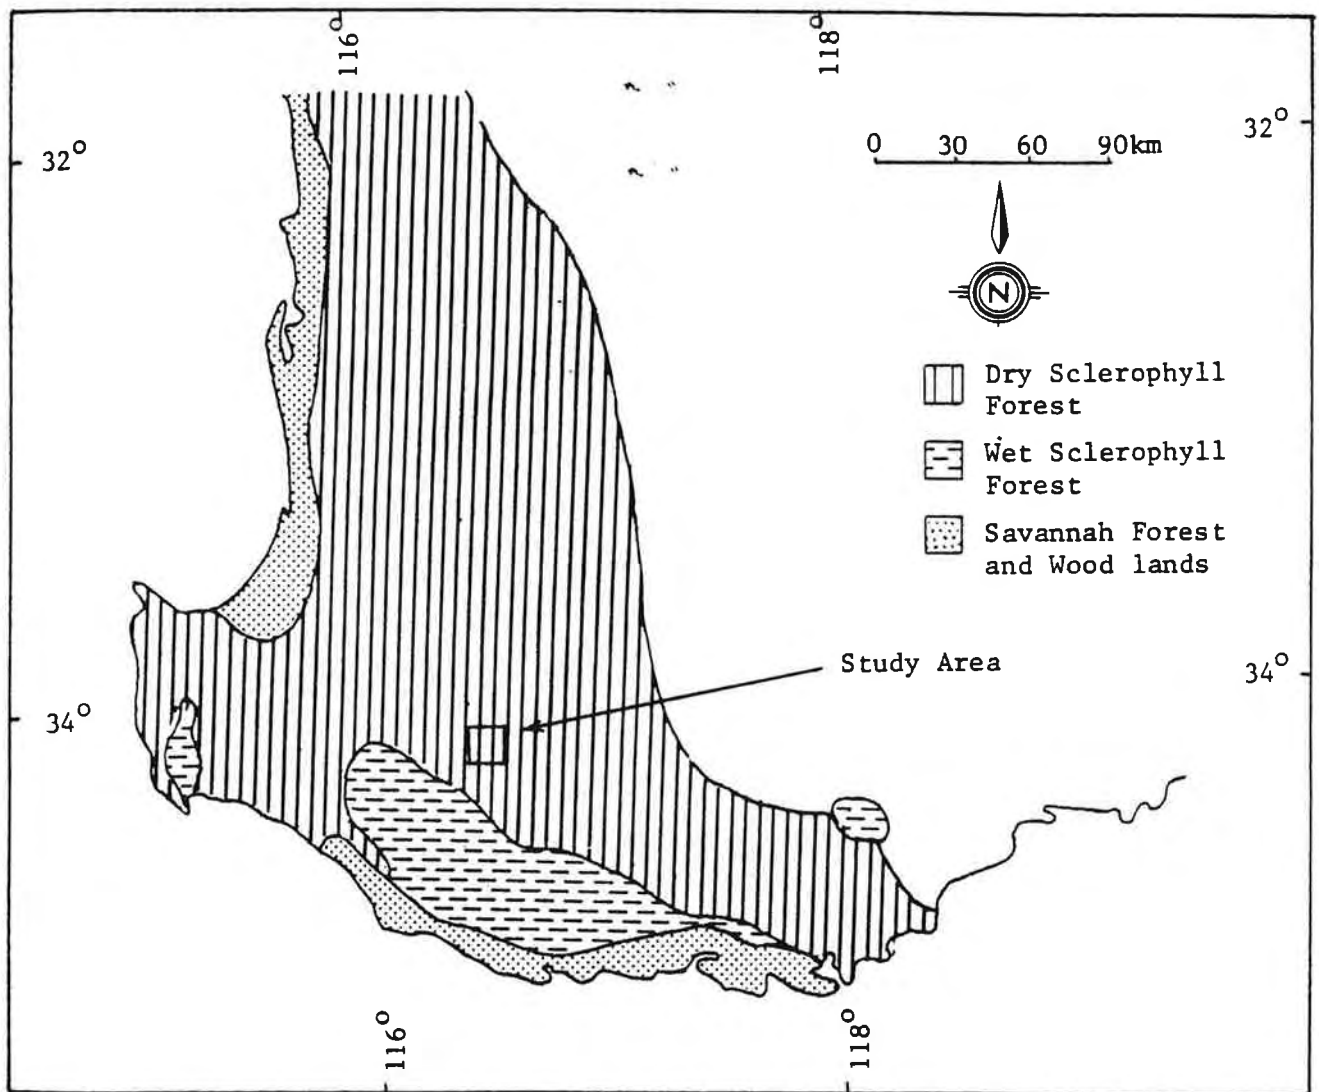 116°
118°
32°
32°
0 30 60 90km
N
Dry Sclerophyll
Forest
Wet Sclerophyll
Forest
Savannah Forest
and Wood lands
Study Area
34°
34°
116°
118°